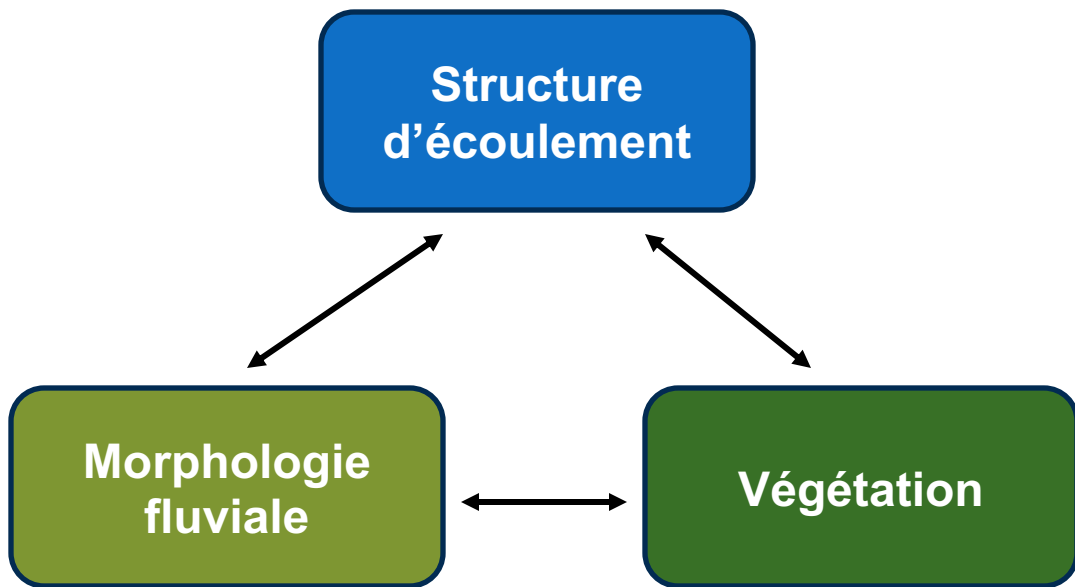 Structure
d’écoulement
Morphologie
fluviale
Végétation